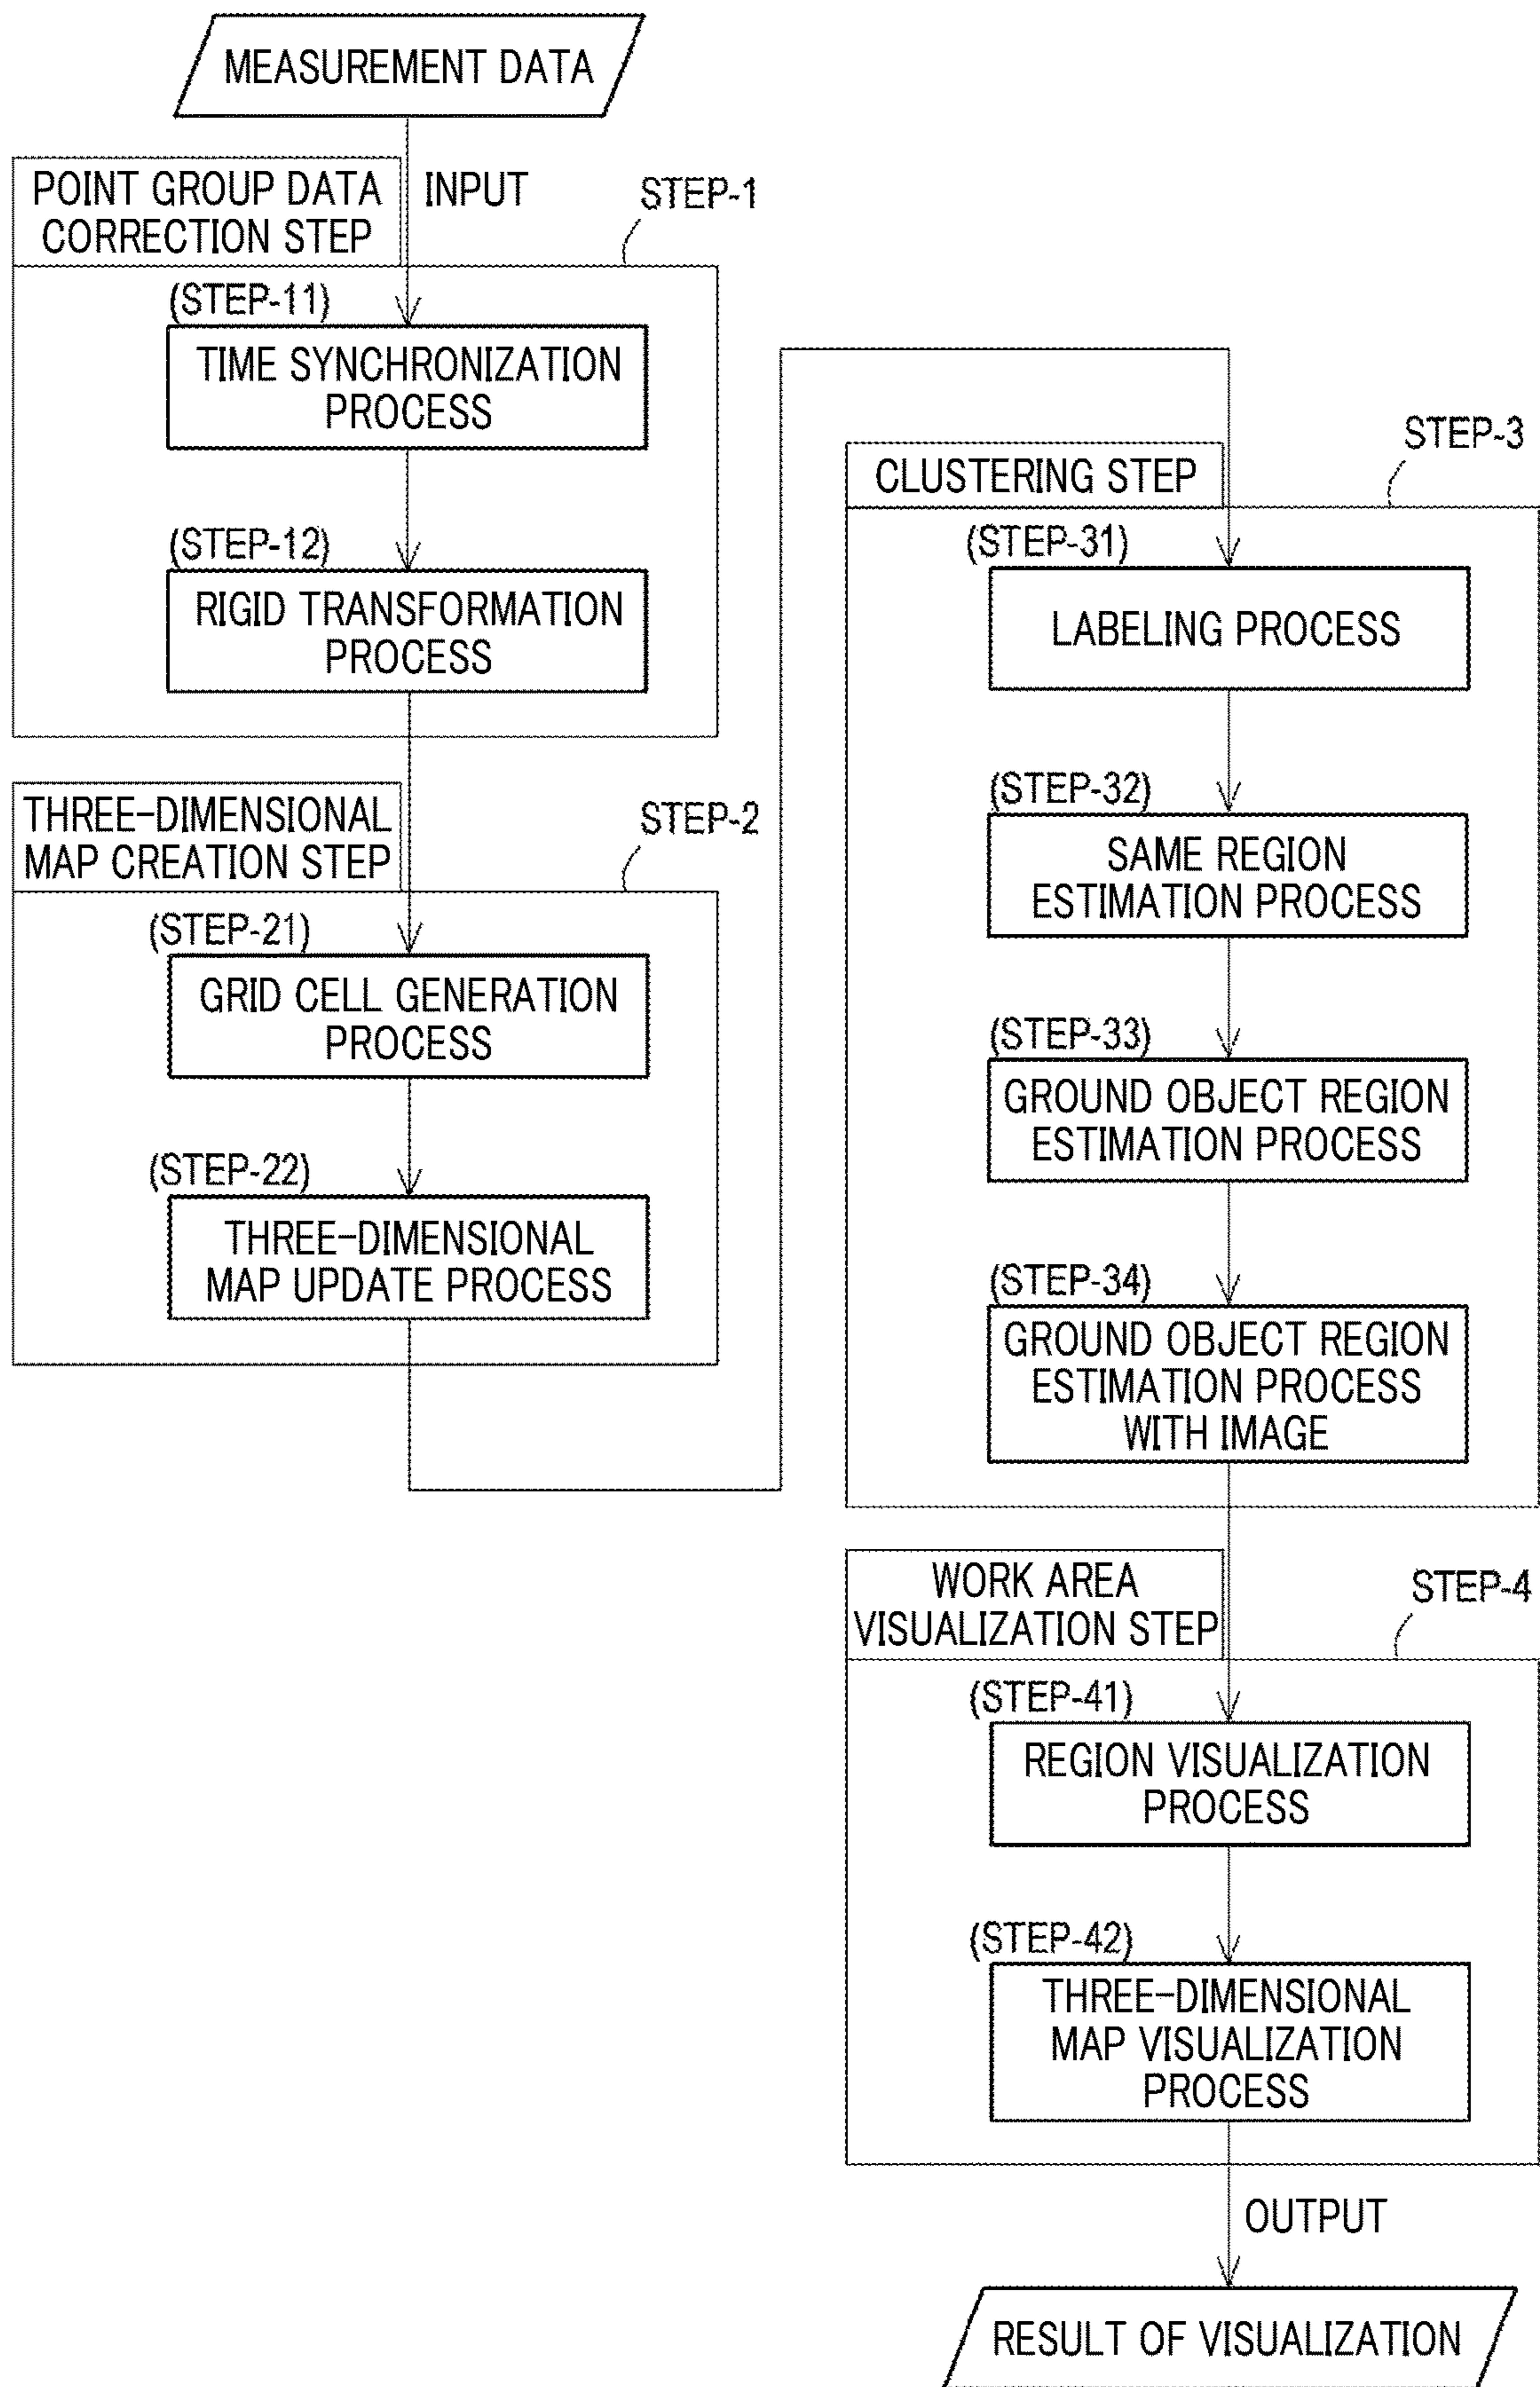 MEASUREMENT DATA
INPUT
POINT GROUP DATA
CORRECTION STEP
STEP-1
(STEP-11)
TIME SYNCHRONIZATION
PROCESS
(STEP-12)
RIGID TRANSFORMATION
PROCESS
THREE-DIMENSIONAL
MAP CREATION STEP
STEP-2
(STEP-21)
GRID CELL GENERATION
PROCESS
(STEP-22)
THREE-DIMENSIONAL
MAP UPDATE PROCESS
CLUSTERING STEP
STEP-3
(STEP-31)
LABELING PROCESS
(STEP-32)
SAME REGION
ESTIMATION PROCESS
(STEP-33)
GROUND OBJECT REGION
ESTIMATION PROCESS
(STEP-34)
GROUND OBJECT REGION
ESTIMATION PROCESS
WITH IMAGE
WORK AREA
VISUALIZATION STEP
STEP-4
(STEP-41)
REGION VISUALIZATION
PROCESS
(STEP-42)
THREE-DIMENSIONAL
MAP VISUALIZATION
PROCESS
OUTPUT
RESULT OF VISUALIZATION